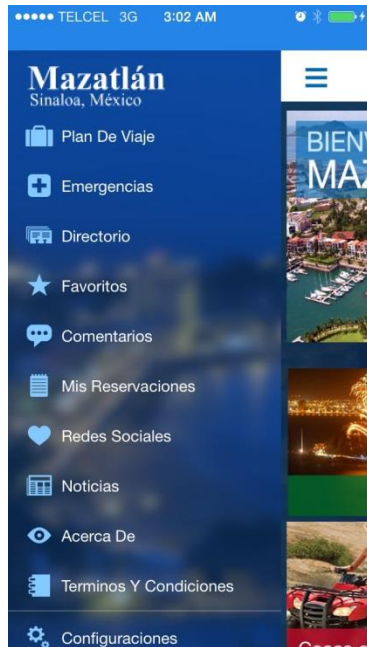 TELCEL 3G 3:02 AM
Mazatlán
Sinaloa, México
Plan De Viaje
Emergencias
Directorio
Favoritos
Comentarios
Mis Reservaciones
Redes Sociales
Noticias
Acerca De
Terminos Y Condiciones
Configuraciones
BIENV
MAZ